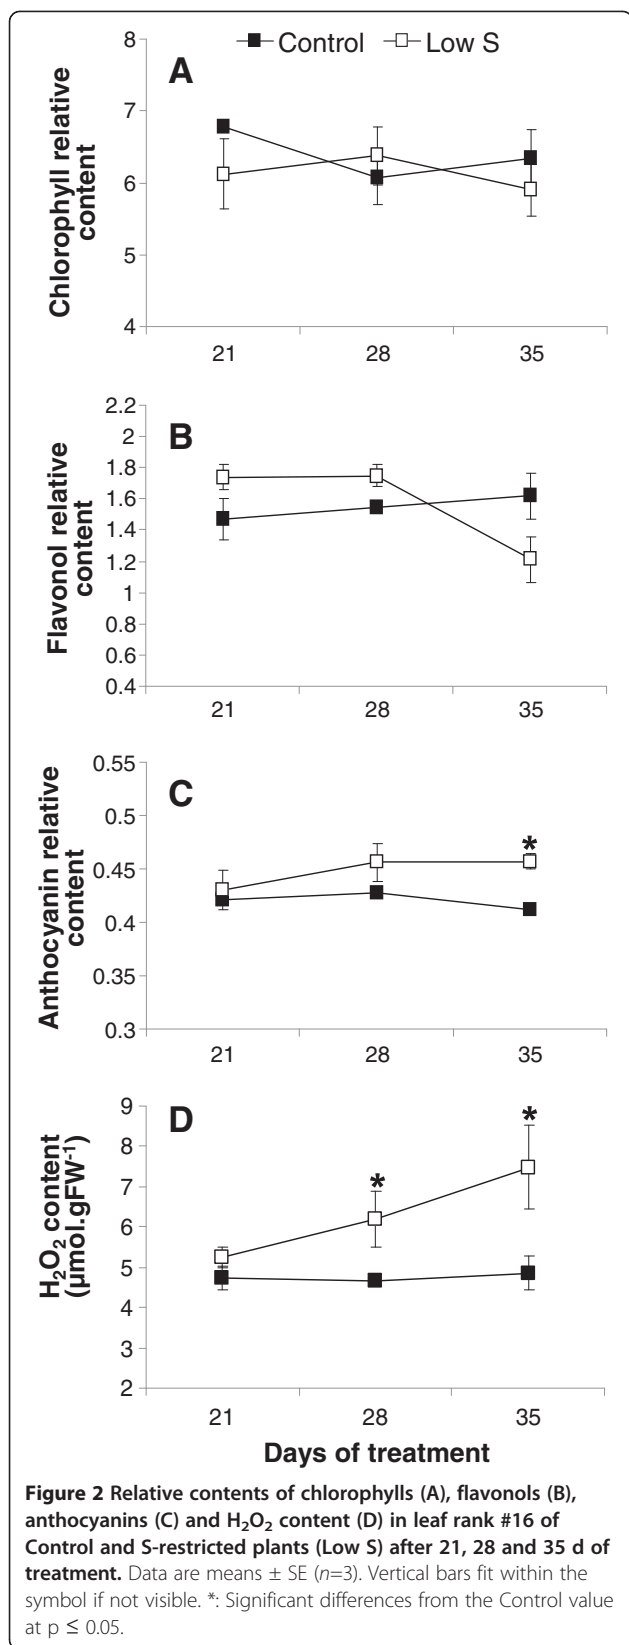 Control Low S
A
Chlorophyll relative
content
8
7
6
5
4
21 28 35
B
Flavonol relative
content
2.2
2
1.8
1.6
1.4
1.2
1
0.8
0.6
0.4
21 28 35
C
Anthocyanin relative
content
0.55
0.5
0.45
0.4
0.35
0.3
*
21 28 35
D
H₂O₂ content
(µmol.gFW⁻¹)
9
8
7
6
5
4
3
2
* *
21 28 35
Days of treatment
Figure 2 Relative contents of chlorophylls (A), flavonols (B),
anthocyanins (C) and H₂O₂ content (D) in leaf rank #16 of
Control and S-restricted plants (Low S) after 21, 28 and 35 d of
treatment. Data are means ± SE (n=3). Vertical bars fit within the
symbol if not visible. *: Significant differences from the Control value
at p ≤ 0.05.